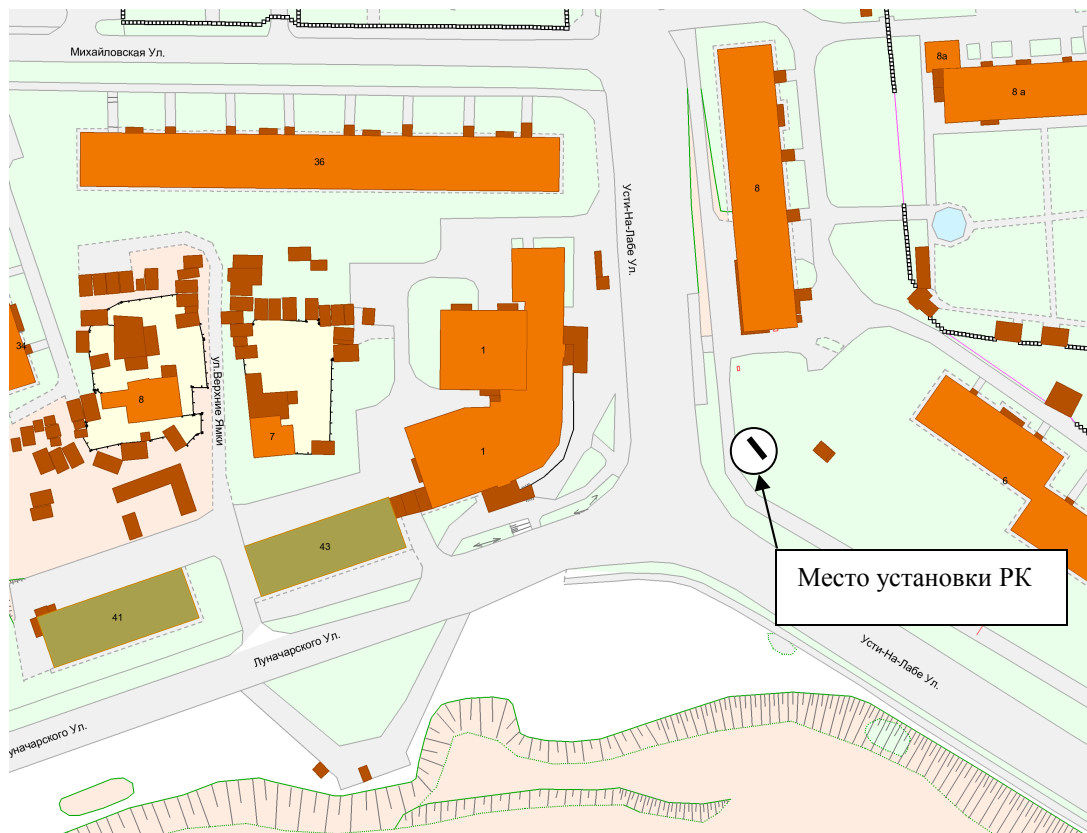 Михайловская Ул.
8а
8 а
36
8
Усти-На-Лабе Ул.
34
1
ул.Верхние Ямки
8
7
1
6
43
Место установки РК
41
Луначарского Ул.
Усти-На-Лабе Ул.
уначарского Ул.